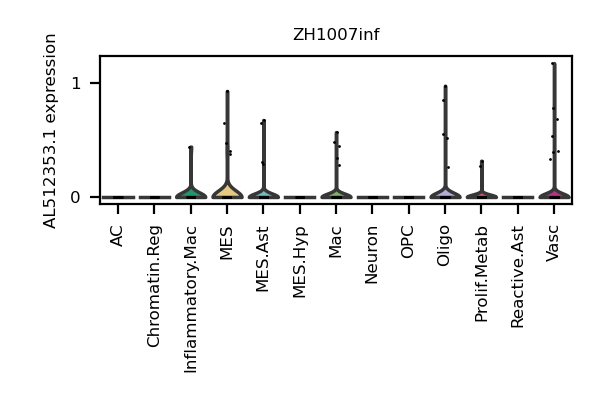 ZH1007inf
AL512353.1 expression
1
0
AC
Chromatin.Reg
Inflammatory.Mac
MES
MES.Ast
MES.Hyp
Mac
Neuron
OPC
Oligo
Prolif.Metab
Reactive.Ast
Vasc